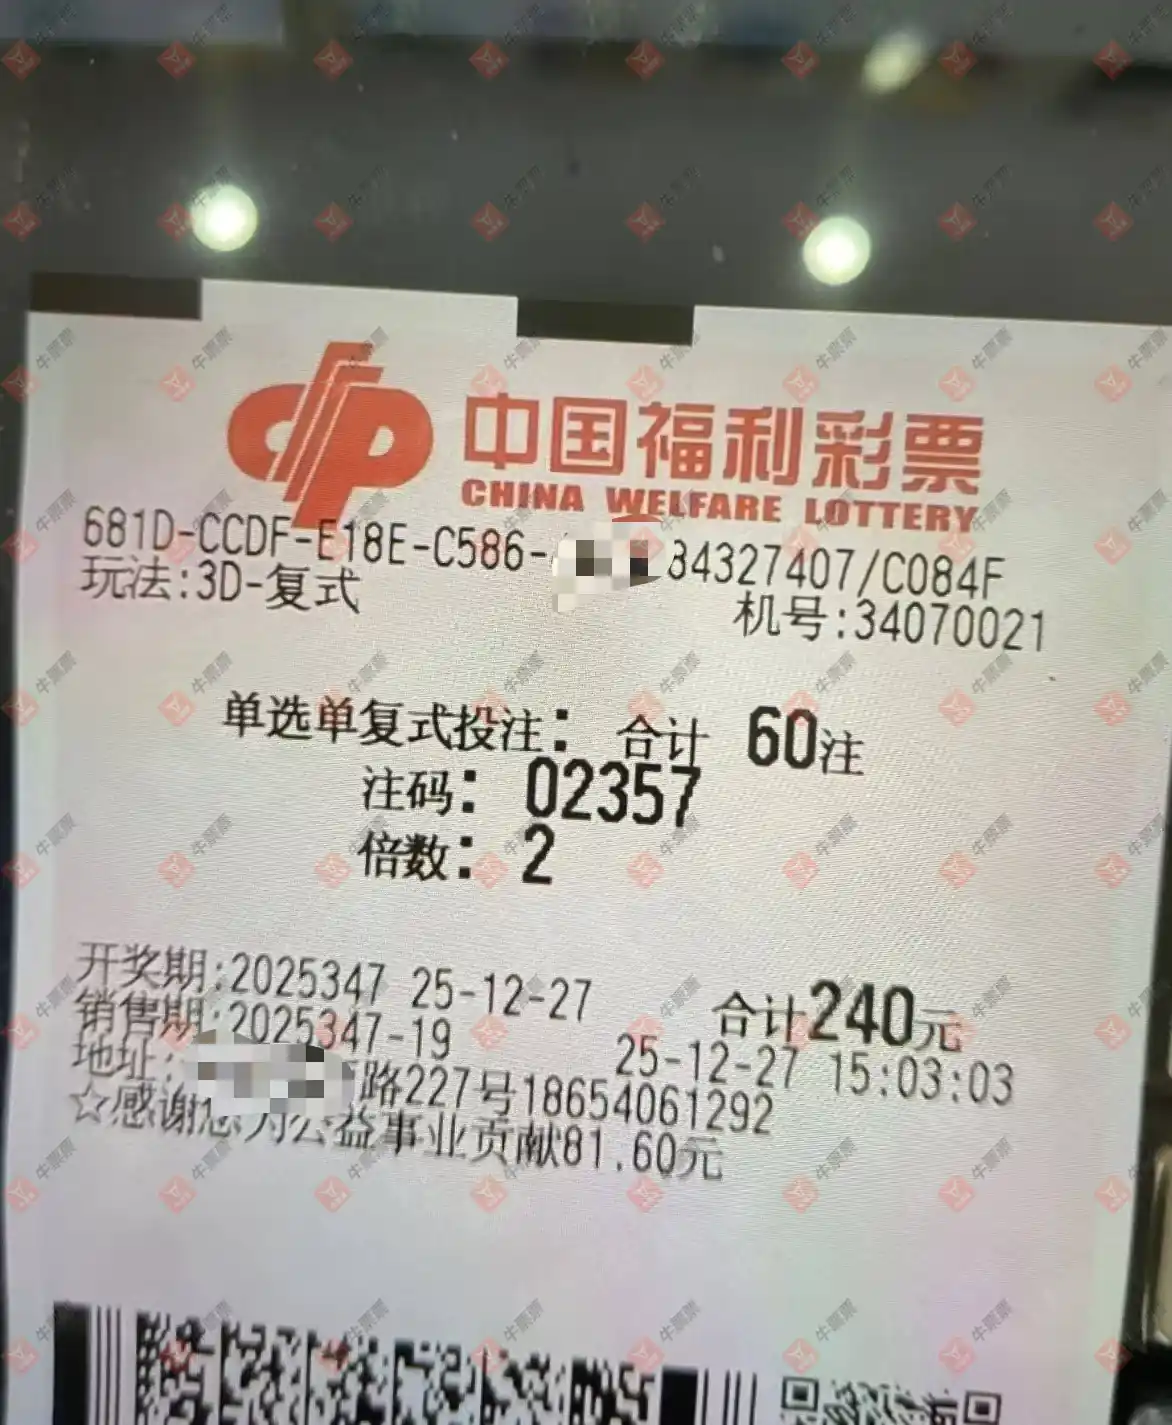 中国福利彩票
CHINA WELFARE LOTTERY
681D-CCDF-E18E-C586- 84327407/C084F
玩法:3D-复式
机号:34070021
单选单复式投注: 合计 60注
注码: 02357
倍数: 2
开奖期:2025347 25-12-27
合计240元
销售期:2025347-19
25-12-27 15:03:03
地址: 路227号18654061292
☆感谢您为公益事业贡献81.60元
牛票票